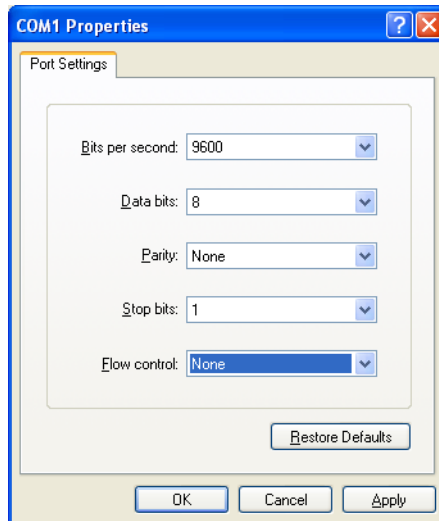 COM1 Properties
Port Settings
Bits per second: 9600
Data bits: 8
Parity: None
Stop bits: 1
Flow control: None
Restore Defaults
OK Cancel Apply